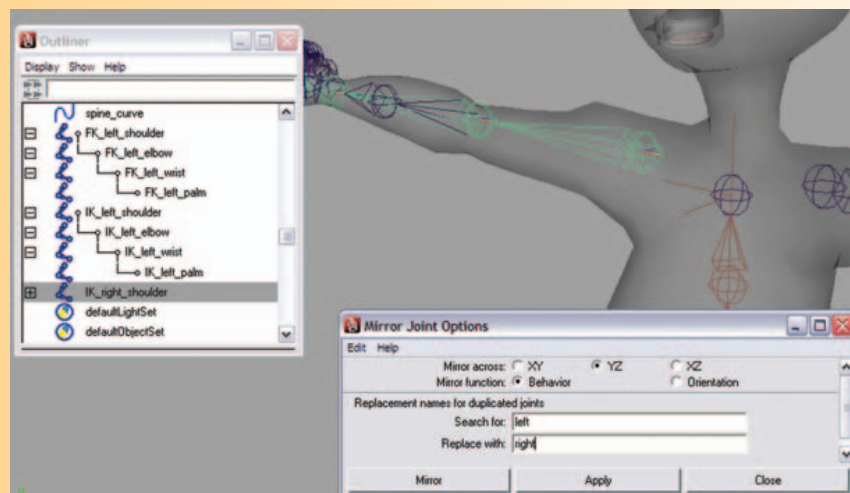 Outliner
Display Show Help
spine_curve
FK_left_shoulder
FK_left_elbow
FK_left_wrist
FK_left_palm
IK_left_shoulder
IK_left_elbow
IK_left_wrist
IK_left_palm
IK_right_shoulder
defaultLightSet
defaultObjectSet
Mirror Joint Options
Edit Help
Mirror across: XY YZ XZ
Mirror function: Behavior Orientation
Replacement names for duplicated joints
Search for: left
Replace with: right
Mirror Apply Close
Y